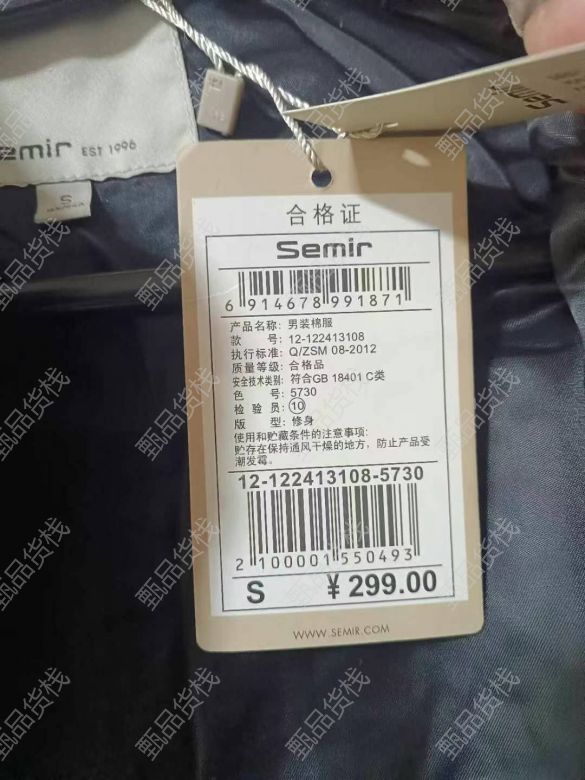 emir EST 1996
S
合格证
Semir
6 914678 991871
产品名称: 男装棉服
款 号: 12-122413108
执行标准: Q/ZSM 08-2012
质量等级: 合格品
安全技术类别: 符合GB 18401 C类
色 号: 5730
检 验 员: ⑩
版 型: 修身
使用和贮藏条件的注意事项:
贮存在保持通风干燥的地方, 防止产品受
潮发霉。
12-122413108-5730
2 100001 550493
S ¥ 299.00
WWW.SEMIR.COM
甄品货栈